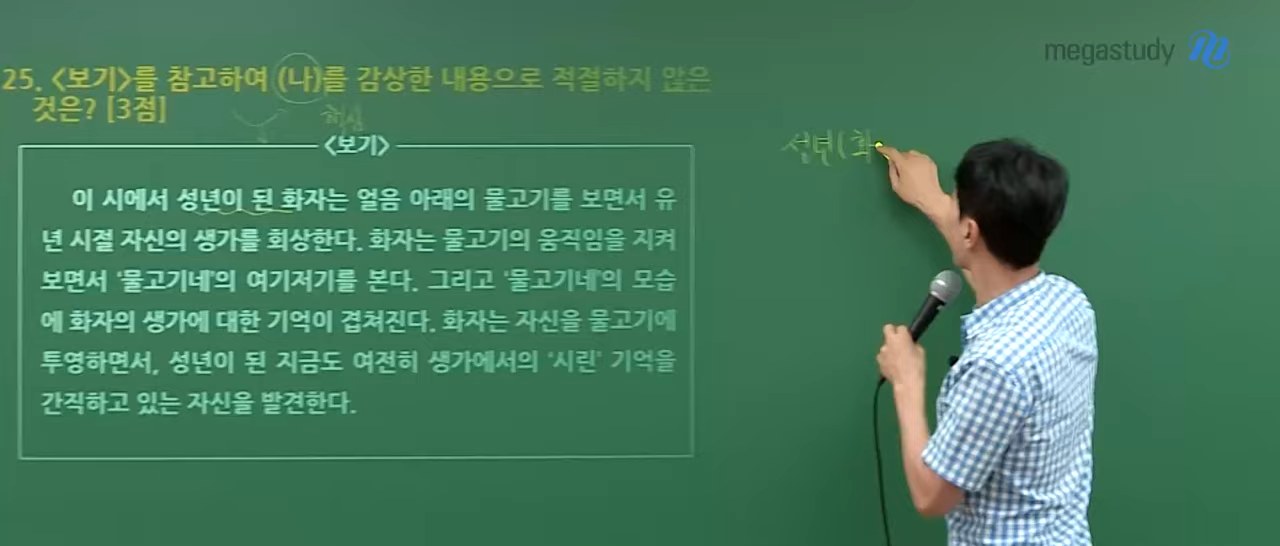 megastudy
25. <보기>를 참고하여 (나)를 감상한 내용으로 적절하지 않은
것은? [3점]
핵심
<보기>
이 시에서 성년이 된 화자는 얼음 아래의 물고기를 보면서 유
년 시절 자신의 생가를 회상한다. 화자는 물고기의 움직임을 지켜
보면서 ‘물고기네’의 여기저기를 본다. 그리고 ‘물고기네’의 모습
에 화자의 생가에 대한 기억이 겹쳐진다. 화자는 자신을 물고기에
투영하면서, 성년이 된 지금도 여전히 생가에서의 ‘시린’ 기억을
간직하고 있는 자신을 발견한다.
성년(화